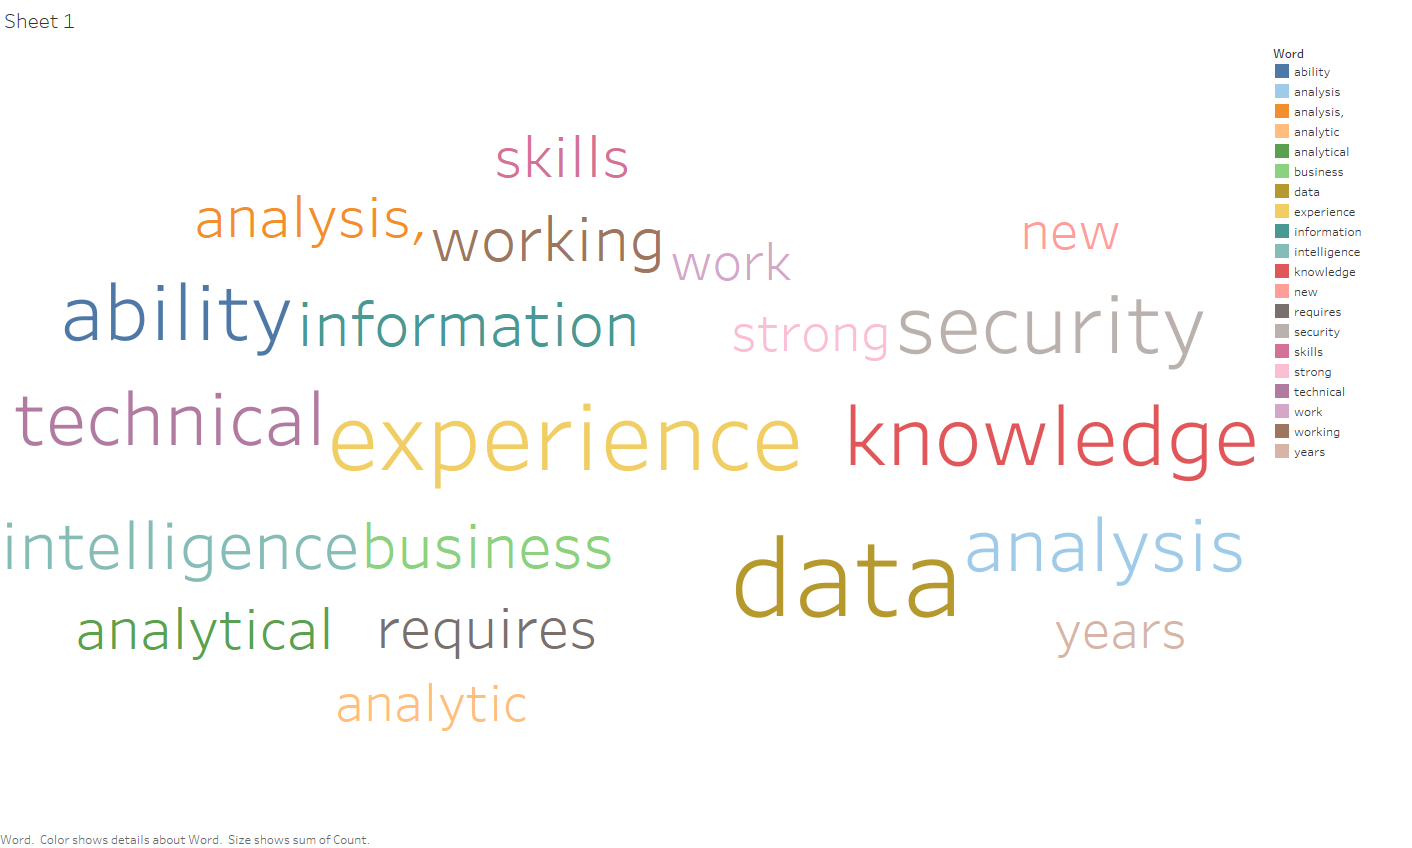 Sheet 1
skills
analysis,
working
work
new
ability
information
strong
security
technical
experience
knowledge
intelligence
business
data
analysis
analytical
requires
years
analytic
Word
ability
analysis
analysis,
analytic
analytical
business
data
experience
information
intelligence
knowledge
new
requires
security
skills
strong
technical
work
working
years
Word.  Color shows details about Word.  Size shows sum of Count.